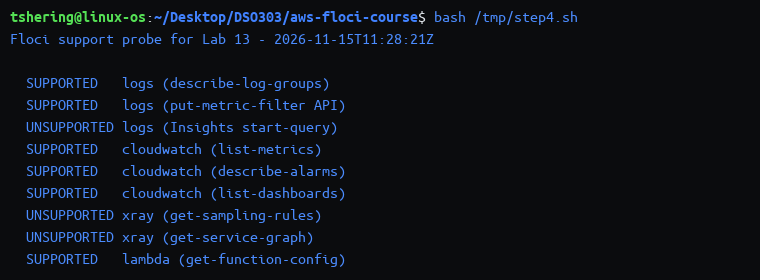 tshering@linux-os:~/Desktop/DSO303/aws-floci-course$ bash /tmp/step4.sh
Floci support probe for Lab 13 - 2026-11-15T11:28:21Z
SUPPORTED   logs (describe-log-groups)
SUPPORTED   logs (put-metric-filter API)
UNSUPPORTED logs (Insights start-query)
SUPPORTED   cloudwatch (list-metrics)
SUPPORTED   cloudwatch (describe-alarms)
SUPPORTED   cloudwatch (list-dashboards)
UNSUPPORTED xray (get-sampling-rules)
UNSUPPORTED xray (get-service-graph)
SUPPORTED   lambda (get-function-config)